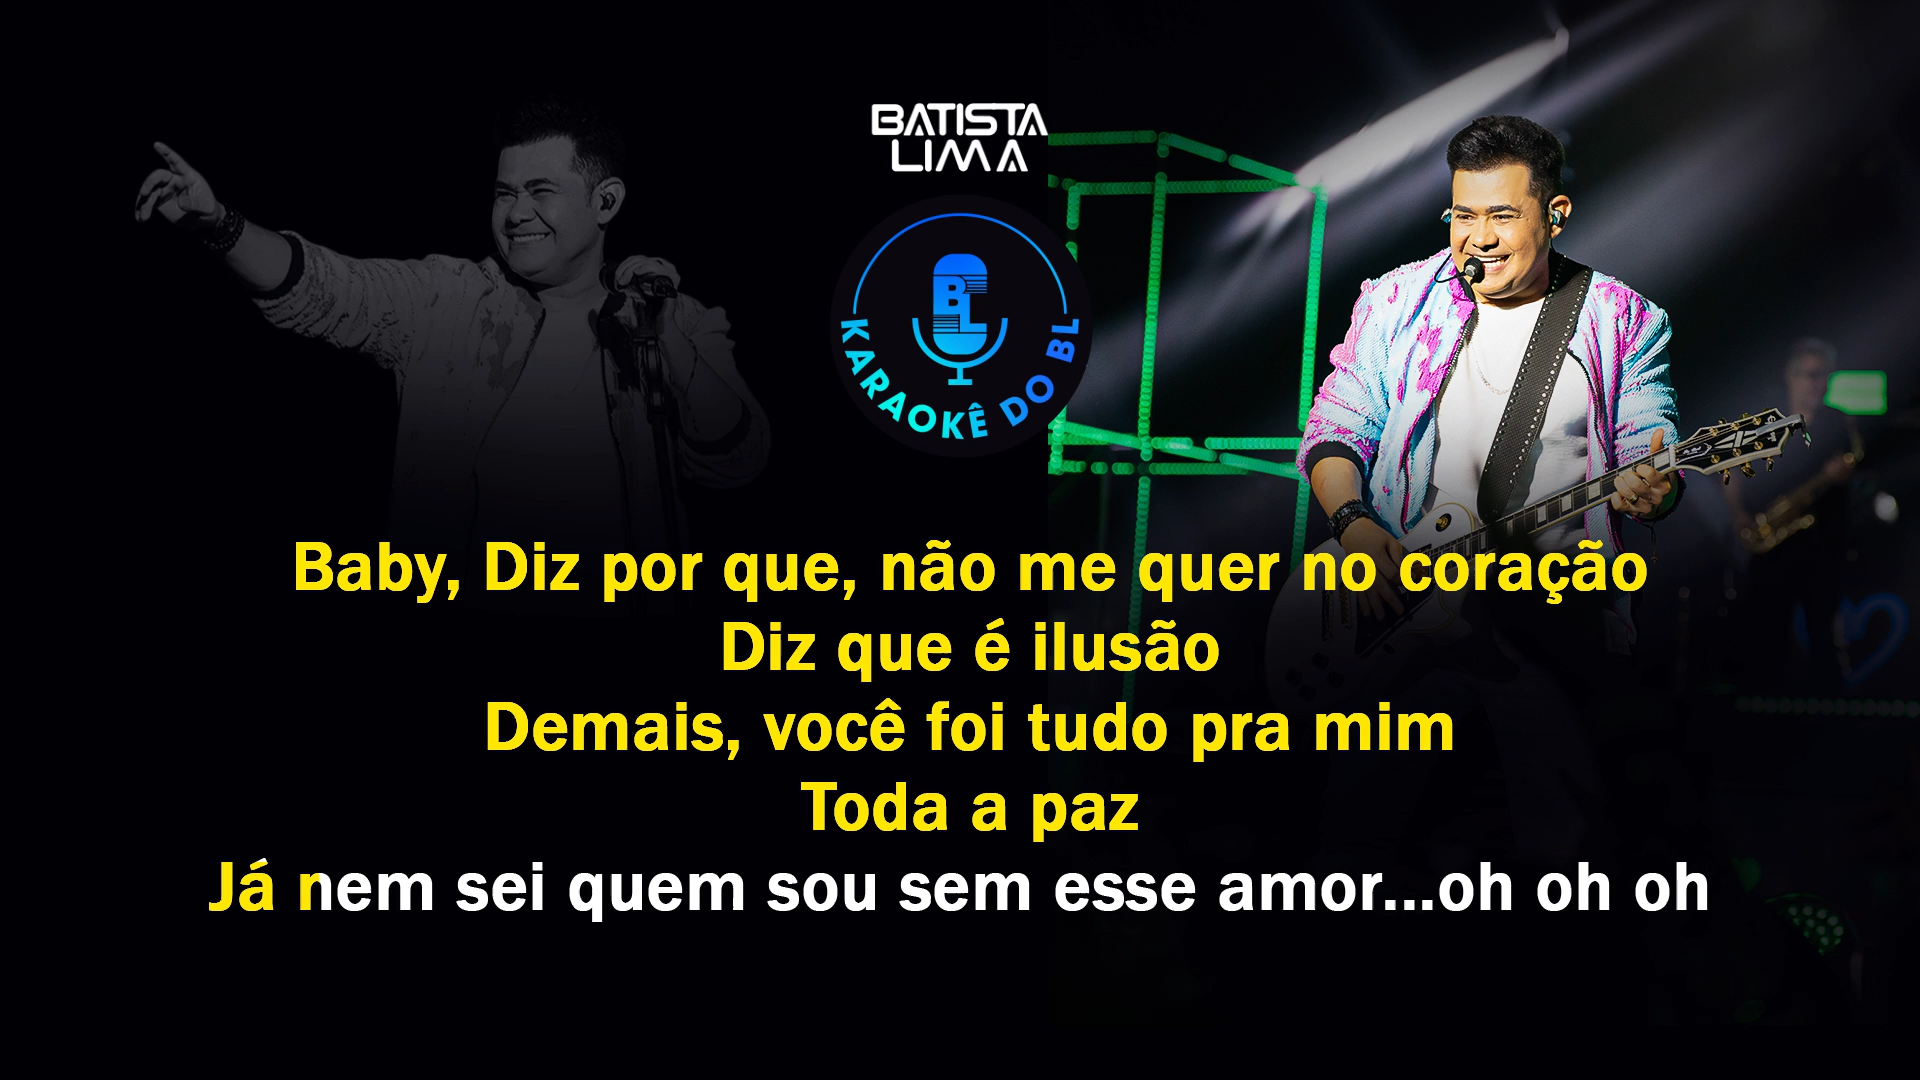 BATISTA
LIMA
BL
KARAOKÊ DO BL
Baby, Diz por que, não me quer no coração
Diz que é ilusão
Demais, você foi tudo pra mim
Toda a paz
Já nem sei quem sou sem esse amor...oh oh oh